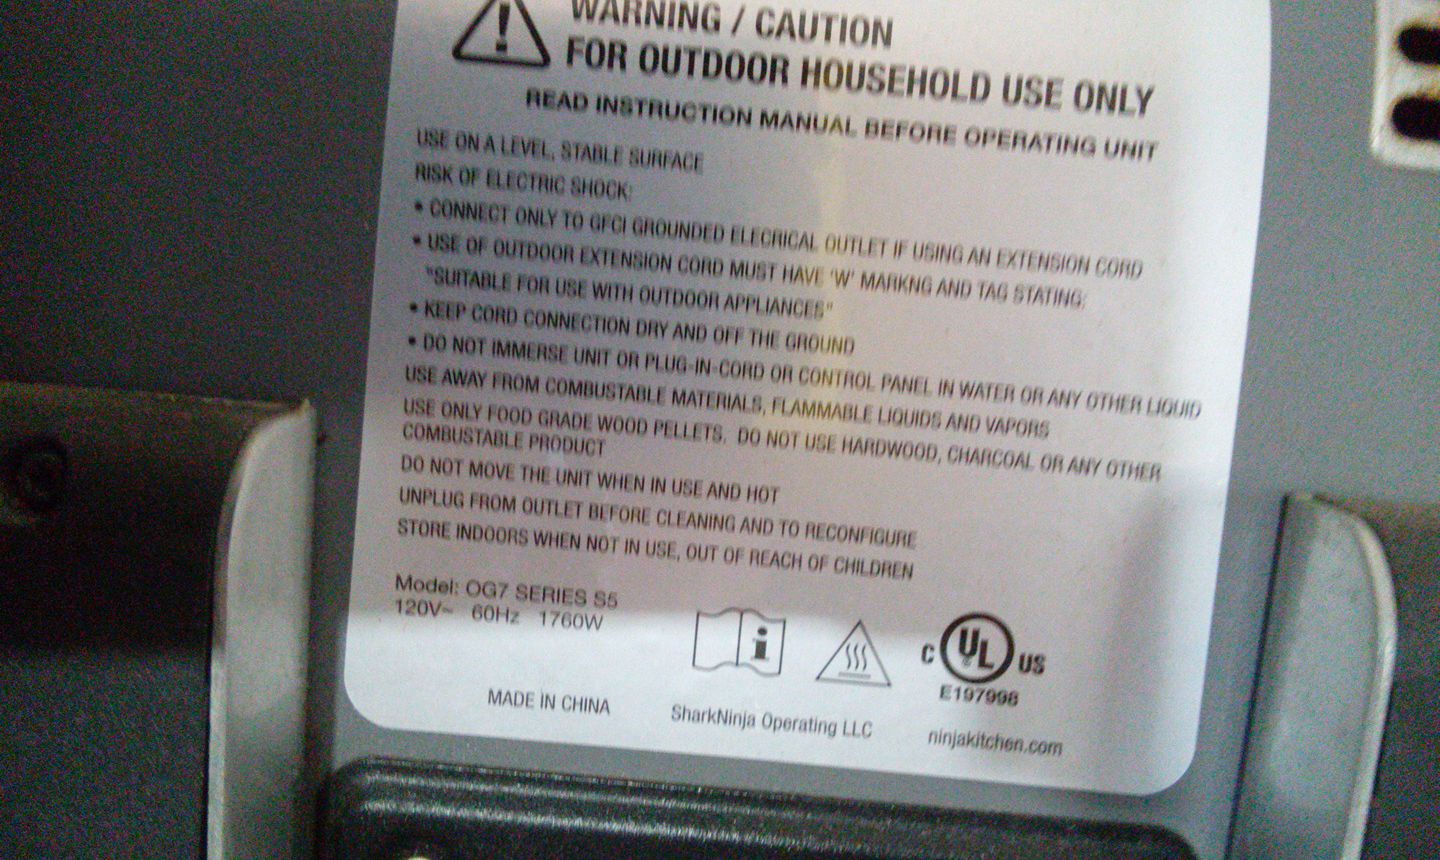 WARNING / CAUTION
FOR OUTDOOR HOUSEHOLD USE ONLY
READ INSTRUCTION MANUAL BEFORE OPERATING UNIT
USE ON A LEVEL, STABLE SURFACE
RISK OF ELECTRIC SHOCK:
• CONNECT ONLY TO GFCI GROUNDED ELECRICAL OUTLET IF USING AN EXTENSION CORD
• USE OF OUTDOOR EXTENSION CORD MUST HAVE 'W' MARKNG AND TAG STATING:
"SUITABLE FOR USE WITH OUTDOOR APPLIANCES"
• KEEP CORD CONNECTION DRY AND OFF THE GROUND
• DO NOT IMMERSE UNIT OR PLUG-IN-CORD OR CONTROL PANEL IN WATER OR ANY OTHER LIQUID
USE AWAY FROM COMBUSTABLE MATERIALS, FLAMMABLE LIQUIDS AND VAPORS
USE ONLY FOOD GRADE WOOD PELLETS. DO NOT USE HARDWOOD, CHARCOAL OR ANY OTHER
COMBUSTABLE PRODUCT
DO NOT MOVE THE UNIT WHEN IN USE AND HOT
UNPLUG FROM OUTLET BEFORE CLEANING AND TO RECONFIGURE
STORE INDOORS WHEN NOT IN USE, OUT OF REACH OF CHILDREN
Model: OG7 SERIES S5
120V~ 60Hz 1760W
C UL US
E197998
MADE IN CHINA SharkNinja Operating LLC ninjakitchen.com